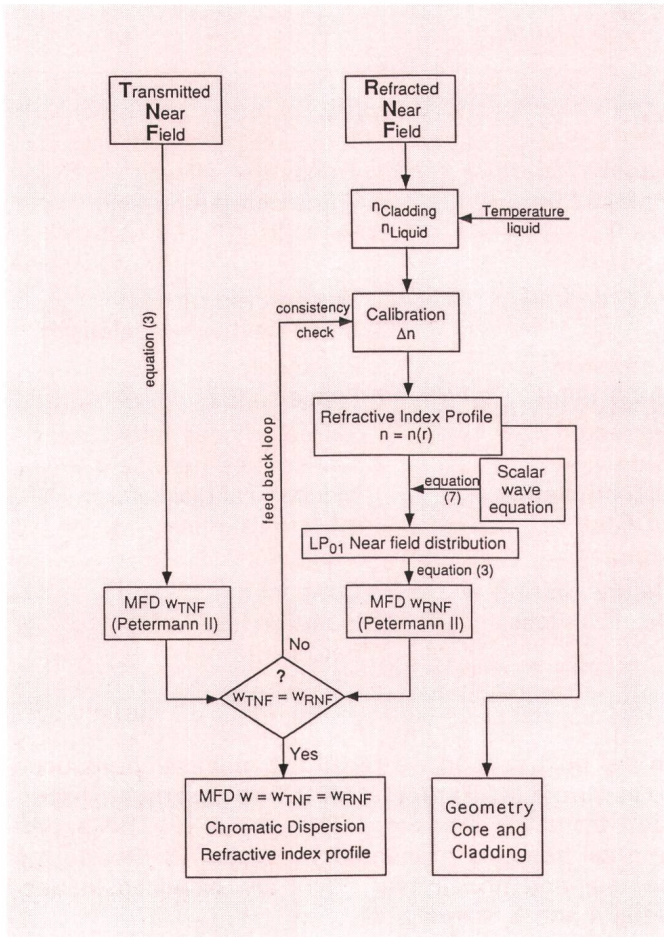 Transmitted
Near
Field
Refracted
Near
Field
nCladding
nLiquid
Temperature
liquid
equation (3)
consistency
check
Calibration
Δn
feed back loop
Refractive Index Profile
n = n(r)
equation
(7)
Scalar
wave
equation
LP01 Near field distribution
equation (3)
MFD wTNF
(Petermann II)
MFD wRNF
(Petermann II)
No
?
wTNF = wRNF
Yes
MFD w = wTNF = wRNF
Chromatic Dispersion
Refractive index profile
Geometry
Core and
Cladding